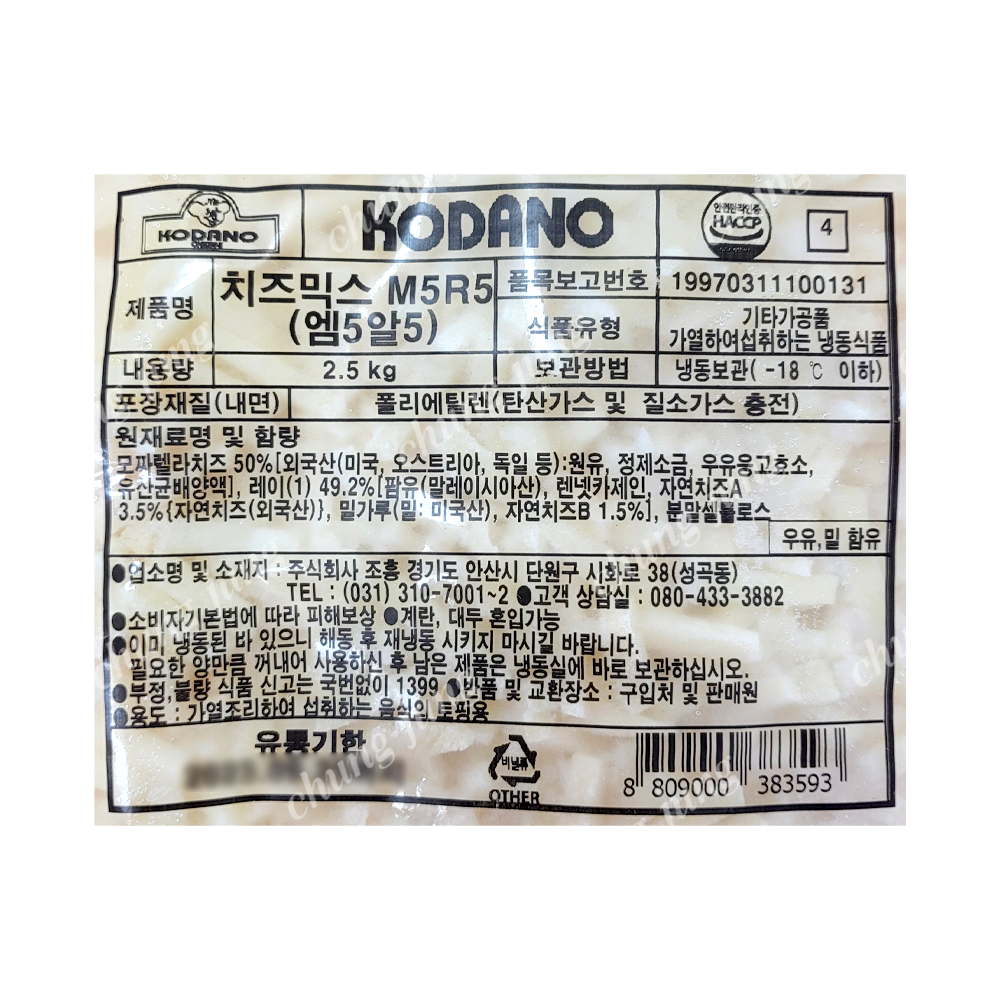 KODANO
CHEESE
KODANO
안전관리인증
HACCP
4
제품명
치즈믹스 M5R5
(엠5알5)
품목보고번호
19970311100131
식품유형
기타가공품
가열하여섭취하는 냉동식품
내용량
2.5 kg
보관방법
냉동보관( -18 ℃ 이하)
포장재질(내면)
폴리에틸렌(탄산가스 및 질소가스 충전)
원재료명 및 함량
모짜렐라치즈 50%[외국산(미국, 오스트리아, 독일 등):원유, 정제소금, 우유응고효소,
유산균배양액], 레이(1) 49.2%[팜유(말레이시아산), 렌넷카제인, 자연치즈A
3.5%{자연치즈(외국산)}, 밀가루(밀: 미국산), 자연치즈B 1.5%], 분말셀룰로스
우유,밀 함유
●업소명 및 소재지 : 주식회사 조흥 경기도 안산시 단원구 시화로 38(성곡동)
TEL : (031) 310-7001~2 ●고객 상담실 : 080-433-3882
●소비자기본법에 따라 피해보상 ●계란, 대두 혼입가능
●이미 냉동된 바 있으니 해동 후 재냉동 시키지 마시길 바랍니다.
필요한 양만큼 꺼내어 사용하신 후 남은 제품은 냉동실에 바로 보관하십시오.
●부정,불량 식품 신고는 국번없이 1399 ●반품 및 교환장소 : 구입처 및 판매원
●용도 : 가열조리하여 섭취하는 음식의 토핑용
유통기한
비닐류
OTHER
8 809000 383593
chung jung